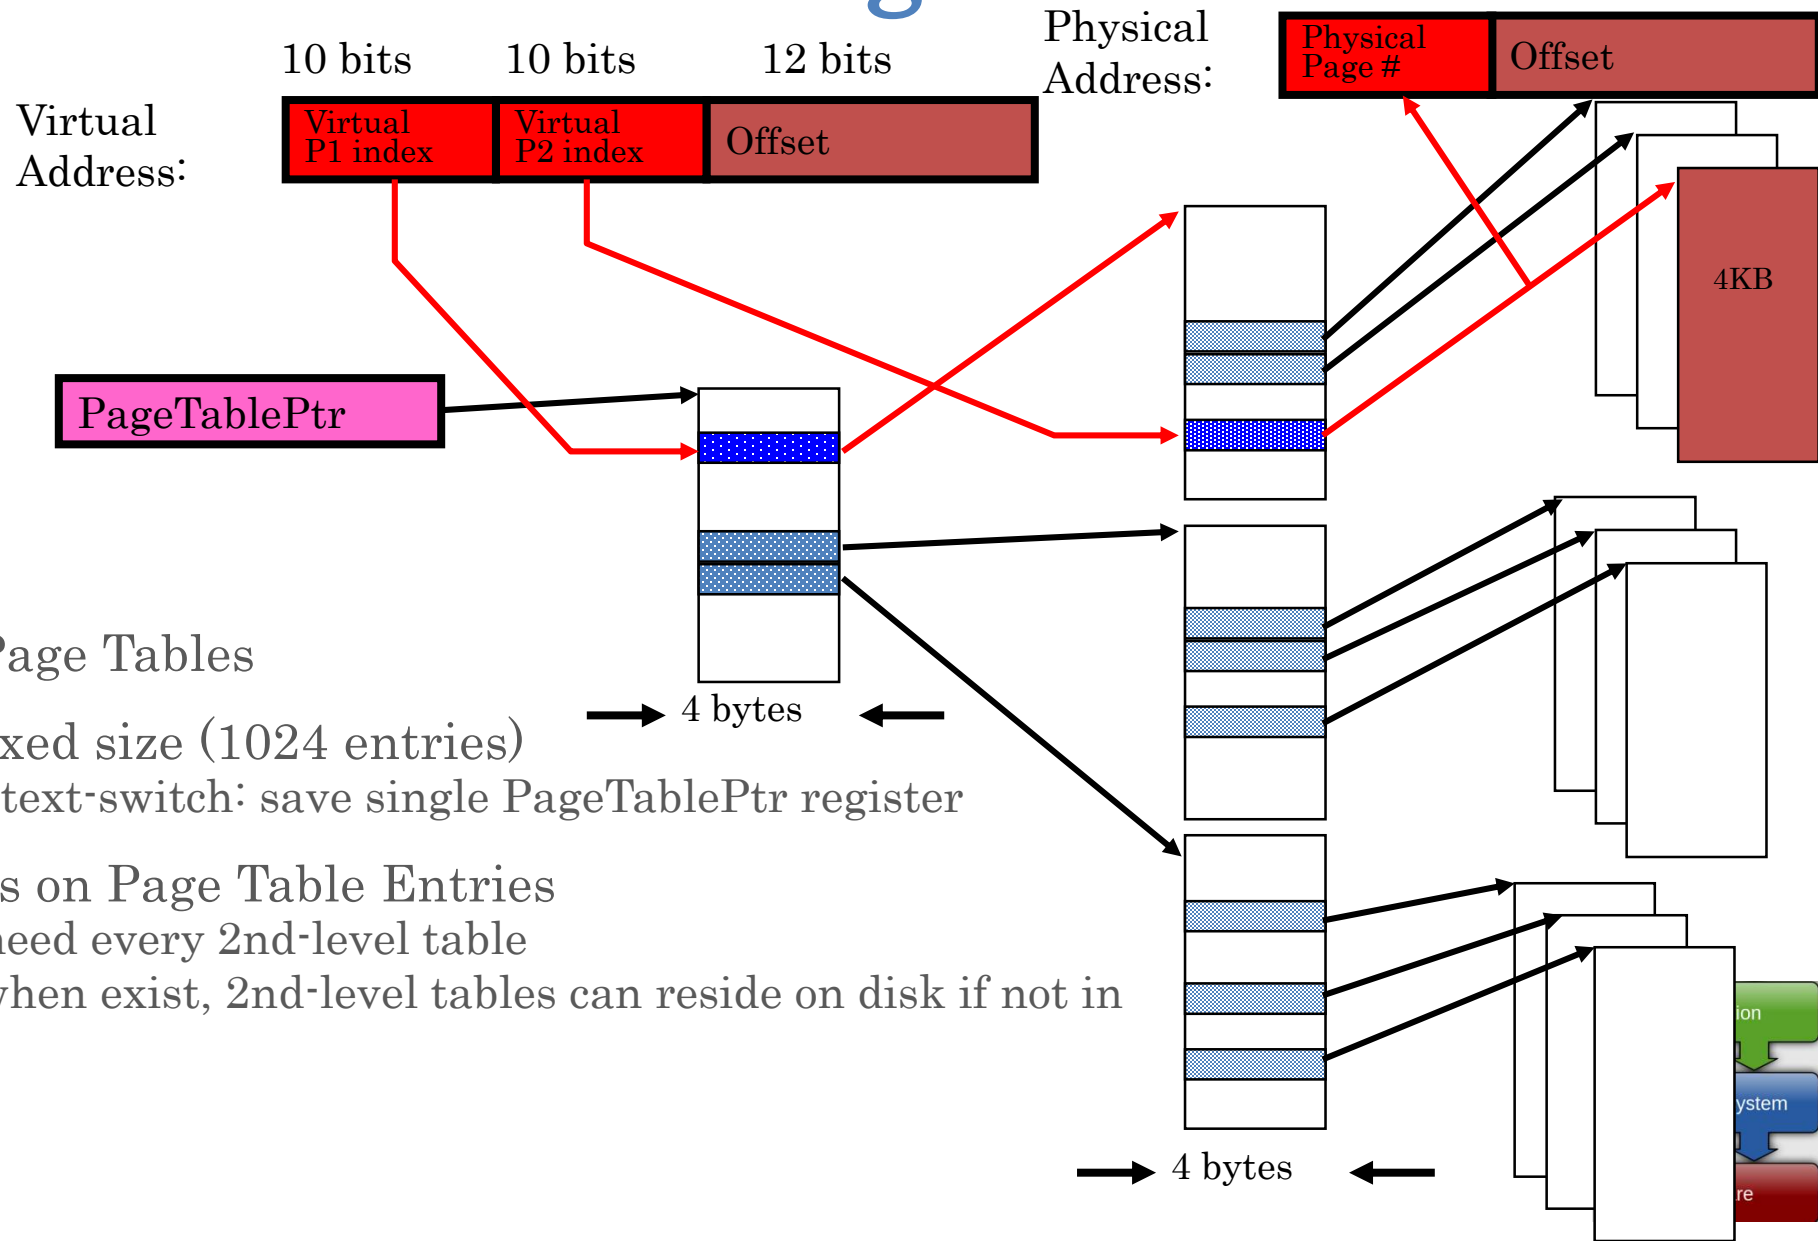 10 bits
10 bits
12 bits
Physical
Address:
Physical
Page #
Offset
Virtual
Address:
Virtual
P1 index
Virtual
P2 index
Offset
4KB
PageTablePtr
Page Tables
4 bytes
xed size (1024 entries)
text-switch: save single PageTablePtr register
s on Page Table Entries
need every 2nd-level table
when exist, 2nd-level tables can reside on disk if not in
ion
ystem
4 bytes
re